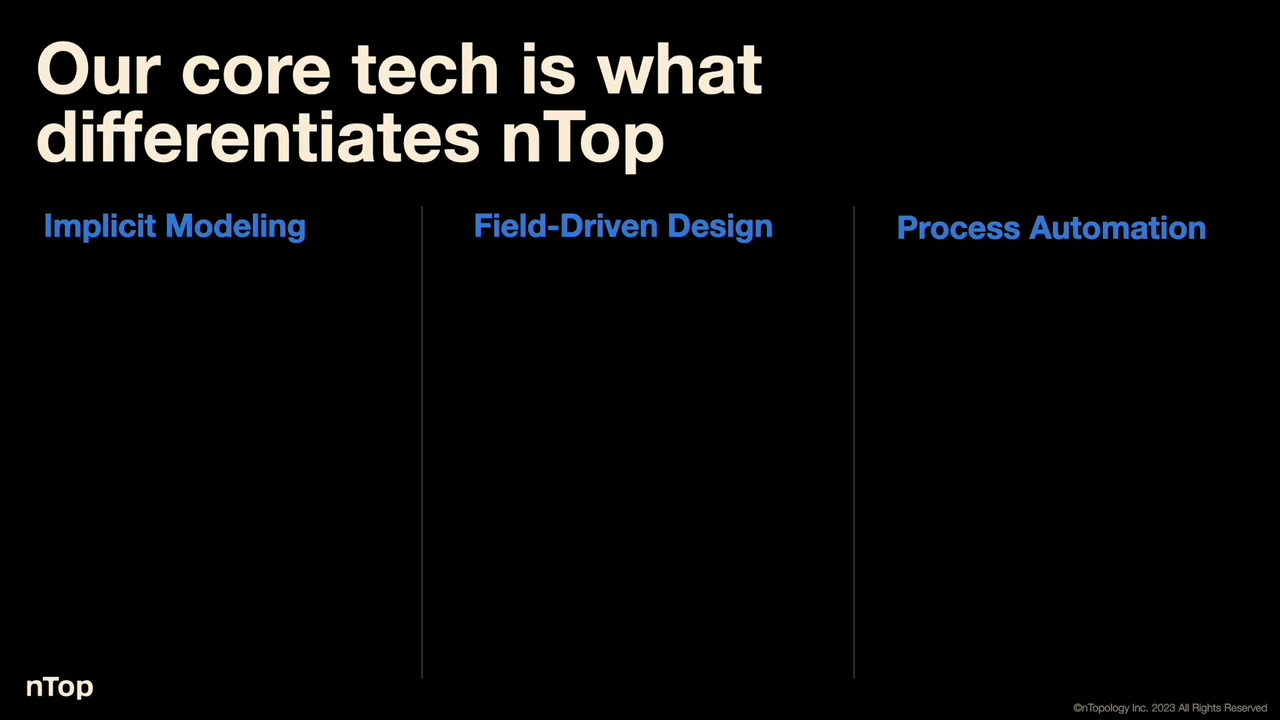 Our core tech is what
differentiates nTop
Implicit Modeling
Field-Driven Design
Process Automation
nTop
©nTopology Inc. 2023 All Rights Reserved